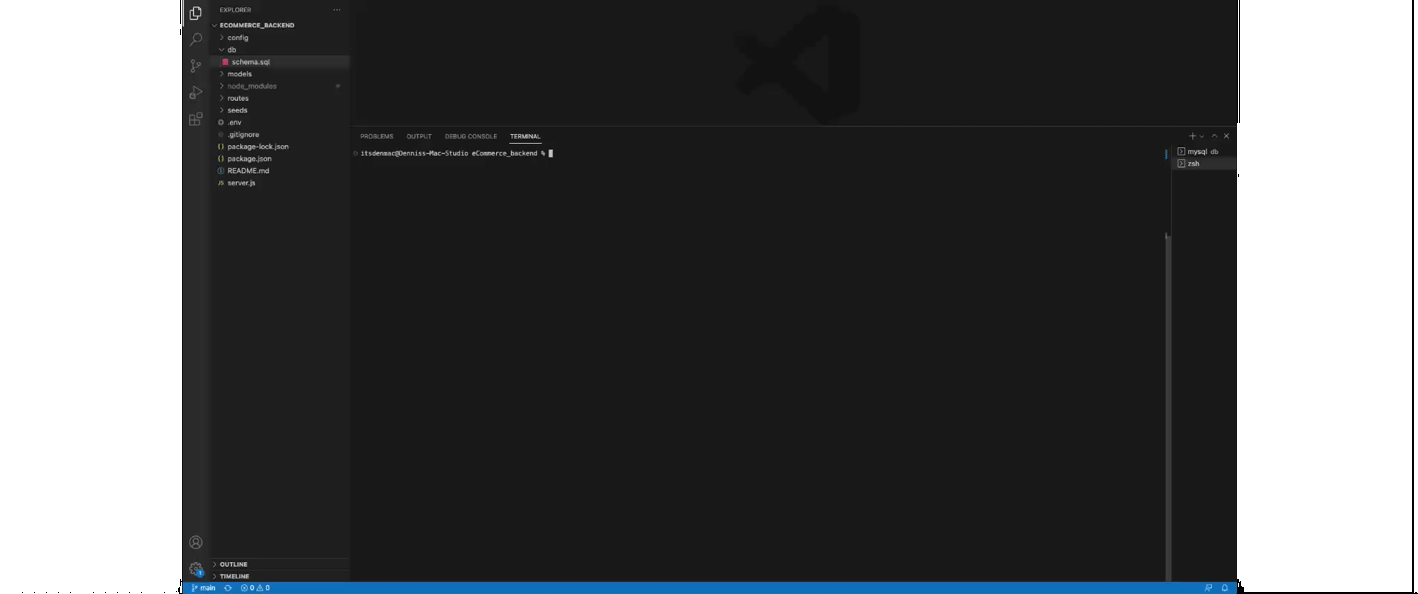 EXPLORER
ECOMMERCE_BACKEND
config
db
schema.sql
models
node_modules
routes
seeds
.env
.gitignore
package-lock.json
package.json
README.md
server.js
OUTLINE
TIMELINE
PROBLEMS OUTPUT DEBUG CONSOLE TERMINAL
itsdenmac@Denniss-Mac-Studio eCommerce_backend %
mysql db
zsh
1
main 0 0